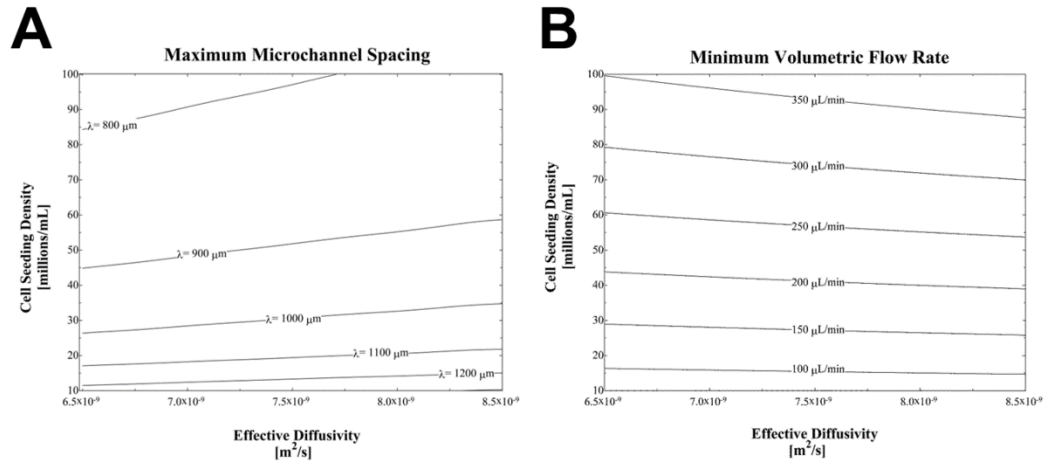 A
Maximum Microchannel Spacing
100
90
80
70
60
50
40
30
20
10
Cell Seeding Density
[millions/mL]
λ= 800 μm
λ= 900 μm
λ= 1000 μm
λ= 1100 μm
λ= 1200 μm
6.5X10⁻⁹
7.0X10⁻⁹
7.5X10⁻⁹
8.0X10⁻⁹
8.5X10⁻⁹
Effective Diffusivity
[m²/s]
B
Minimum Volumetric Flow Rate
100
90
80
70
60
50
40
30
20
10
Cell Seeding Density
[millions/mL]
350 μL/min
300 μL/min
250 μL/min
200 μL/min
150 μL/min
100 μL/min
6.5X10⁻⁹
7.0X10⁻⁹
7.5X10⁻⁹
8.0X10⁻⁹
8.5X10⁻⁹
Effective Diffusivity
[m²/s]